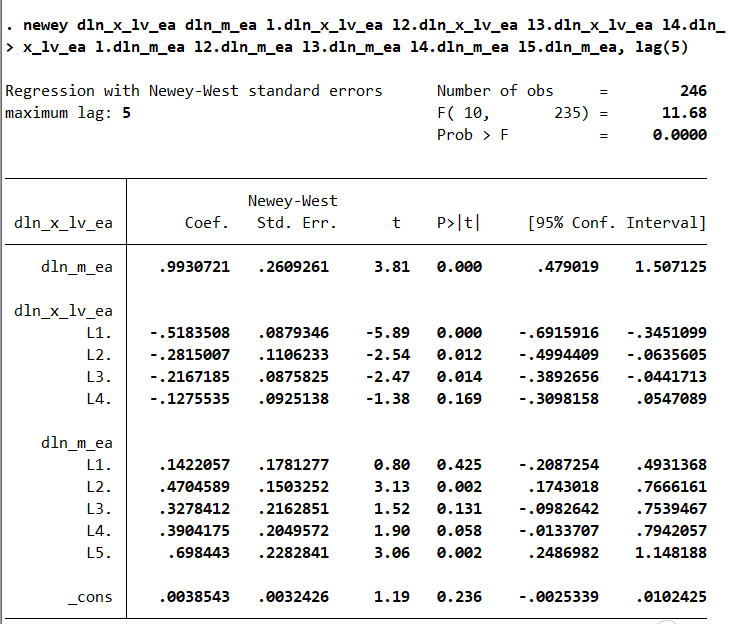 . newey dln_x_lv_ea dln_m_ea l.dln_x_lv_ea l2.dln_x_lv_ea l3.dln_x_lv_ea l4.dln_
> x_lv_ea l.dln_m_ea l2.dln_m_ea l3.dln_m_ea l4.dln_m_ea l5.dln_m_ea, lag(5)
Regression with Newey-West standard errors Number of obs = 246
maximum lag: 5 F( 10, 235) = 11.68
Prob > F = 0.0000
Newey-West
dln_x_lv_ea Coef. Std. Err. t P>|t| [95% Conf. Interval]
dln_m_ea .9930721 .2609261 3.81 0.000 .479019 1.507125
dln_x_lv_ea
L1. -.5183508 .0879346 -5.89 0.000 -.6915916 -.3451099
L2. -.2815007 .1106233 -2.54 0.012 -.4994409 -.0635605
L3. -.2167185 .0875825 -2.47 0.014 -.3892656 -.0441713
L4. -.1275535 .0925138 -1.38 0.169 -.3098158 .0547089
dln_m_ea
L1. .1422057 .1781277 0.80 0.425 -.2087254 .4931368
L2. .4704589 .1503252 3.13 0.002 .1743018 .7666161
L3. .3278412 .2162851 1.52 0.131 -.0982642 .7539467
L4. .3904175 .2049572 1.90 0.058 -.0133707 .7942057
L5. .698443 .2282841 3.06 0.002 .2486982 1.148188
_cons .0038543 .0032426 1.19 0.236 -.0025339 .0102425